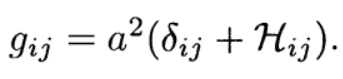 $g_{ij} = a^2(\delta_{ij} + \mathcal{H}_{ij}).$